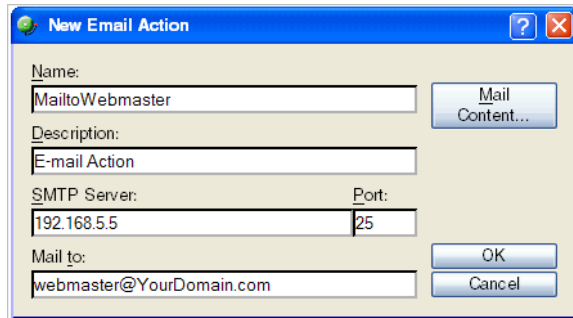 New Email Action
Name:
MailtoWebmaster
Mail
Content...
Description:
E-mail Action
SMTP Server:
Port:
192.168.5.5
25
Mail to:
webmaster@YourDomain.com
OK
Cancel